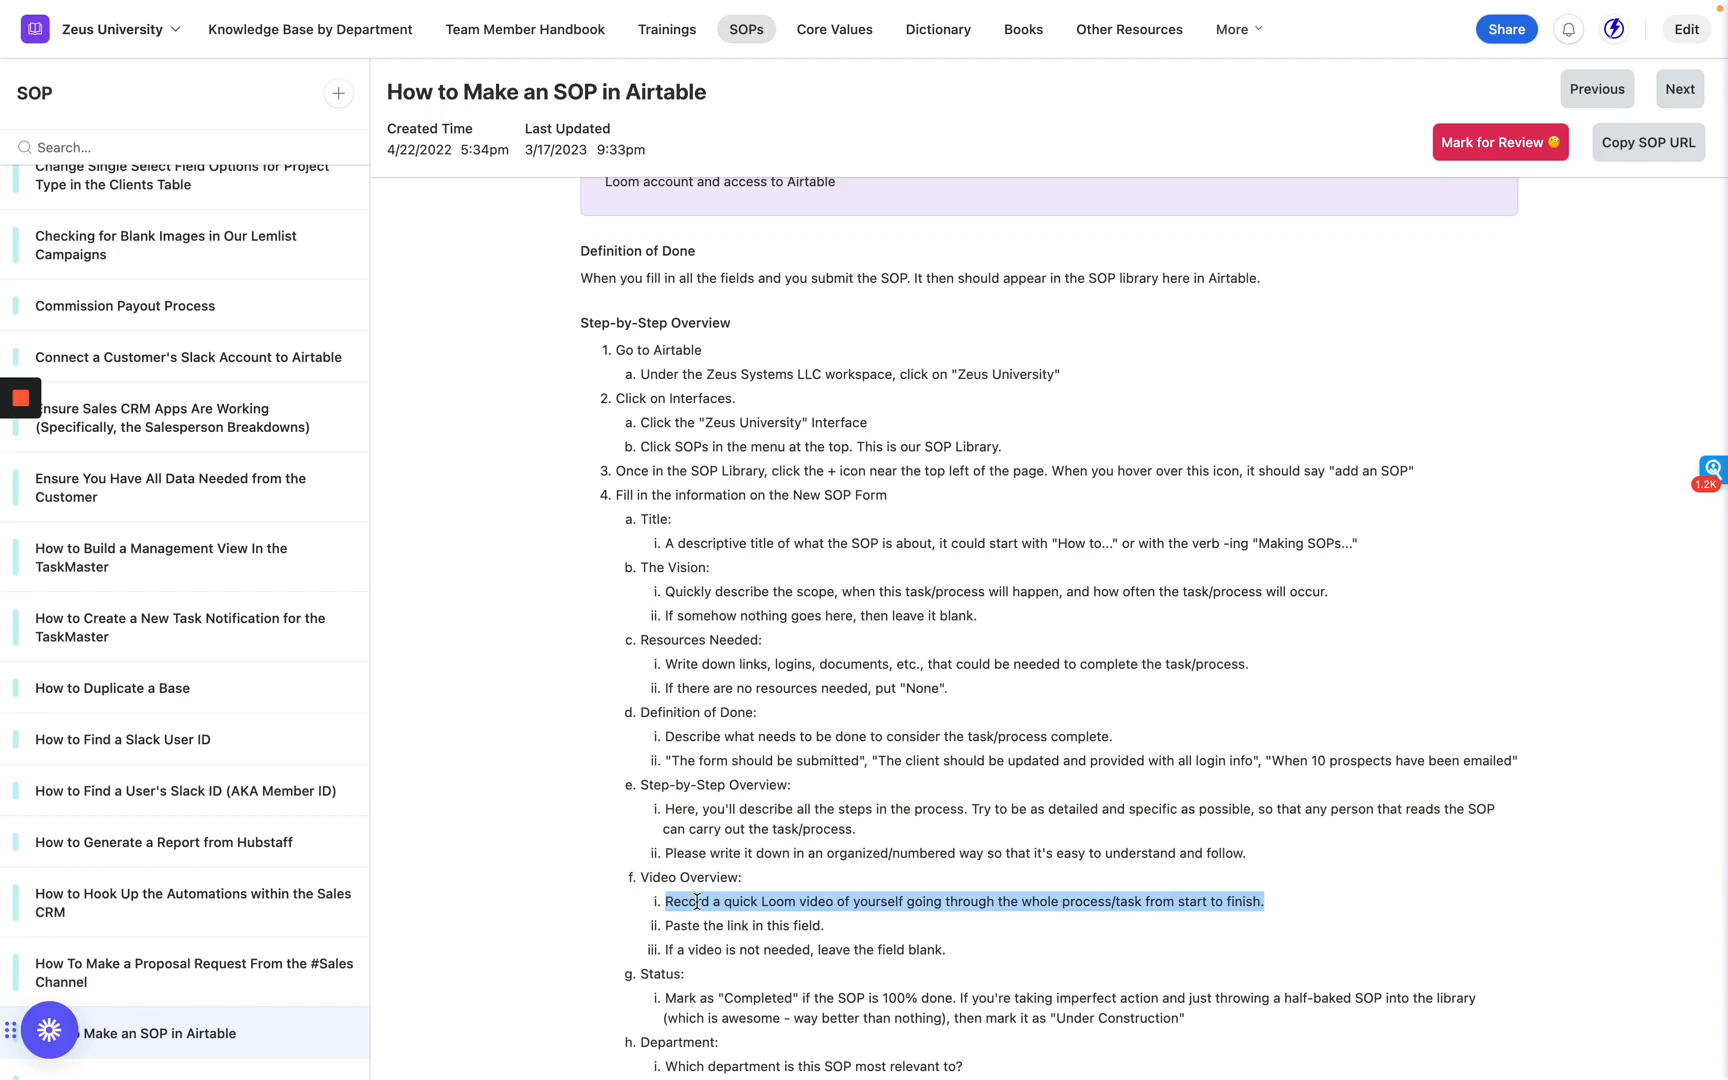 Zeus University
Knowledge Base by Department
Team Member Handbook
Trainings
SOPs
Core Values
Dictionary
Books
Other Resources
More
Share
Edit
SOP
Search...
Change Single Select Field Options for Project
Type in the Clients Table
Checking for Blank Images in Our Lemlist
Campaigns
Commission Payout Process
Connect a Customer's Slack Account to Airtable
Ensure Sales CRM Apps Are Working
(Specifically, the Salesperson Breakdowns)
Ensure You Have All Data Needed from the
Customer
How to Build a Management View In the
TaskMaster
How to Create a New Task Notification for the
TaskMaster
How to Duplicate a Base
How to Find a Slack User ID
How to Find a User's Slack ID (AKA Member ID)
How to Generate a Report from Hubstaff
How to Hook Up the Automations within the Sales
CRM
How To Make a Proposal Request From the #Sales
Channel
Make an SOP in Airtable
How to Make an SOP in Airtable
Previous
Next
Created Time
Last Updated
4/22/2022 5:34pm
3/17/2023 9:33pm
Mark for Review
Copy SOP URL
Loom account and access to Airtable
Definition of Done
When you fill in all the fields and you submit the SOP. It then should appear in the SOP library here in Airtable.
Step-by-Step Overview
1. Go to Airtable
a. Under the Zeus Systems LLC workspace, click on "Zeus University"
2. Click on Interfaces.
a. Click the "Zeus University" Interface
b. Click SOPs in the menu at the top. This is our SOP Library.
3. Once in the SOP Library, click the + icon near the top left of the page. When you hover over this icon, it should say "add an SOP"
4. Fill in the information on the New SOP Form
a. Title:
i. A descriptive title of what the SOP is about, it could start with "How to..." or with the verb -ing "Making SOPs..."
b. The Vision:
i. Quickly describe the scope, when this task/process will happen, and how often the task/process will occur.
ii. If somehow nothing goes here, then leave it blank.
c. Resources Needed:
i. Write down links, logins, documents, etc., that could be needed to complete the task/process.
ii. If there are no resources needed, put "None".
d. Definition of Done:
i. Describe what needs to be done to consider the task/process complete.
ii. "The form should be submitted", "The client should be updated and provided with all login info", "When 10 prospects have been emailed"
e. Step-by-Step Overview:
i. Here, you'll describe all the steps in the process. Try to be as detailed and specific as possible, so that any person that reads the SOP
can carry out the task/process.
ii. Please write it down in an organized/numbered way so that it's easy to understand and follow.
f. Video Overview:
i. Record a quick Loom video of yourself going through the whole process/task from start to finish.
ii. Paste the link in this field.
iii. If a video is not needed, leave the field blank.
g. Status:
i. Mark as "Completed" if the SOP is 100% done. If you're taking imperfect action and just throwing a half-baked SOP into the library
(which is awesome - way better than nothing), then mark it as "Under Construction"
h. Department:
i. Which department is this SOP most relevant to?
1.2K